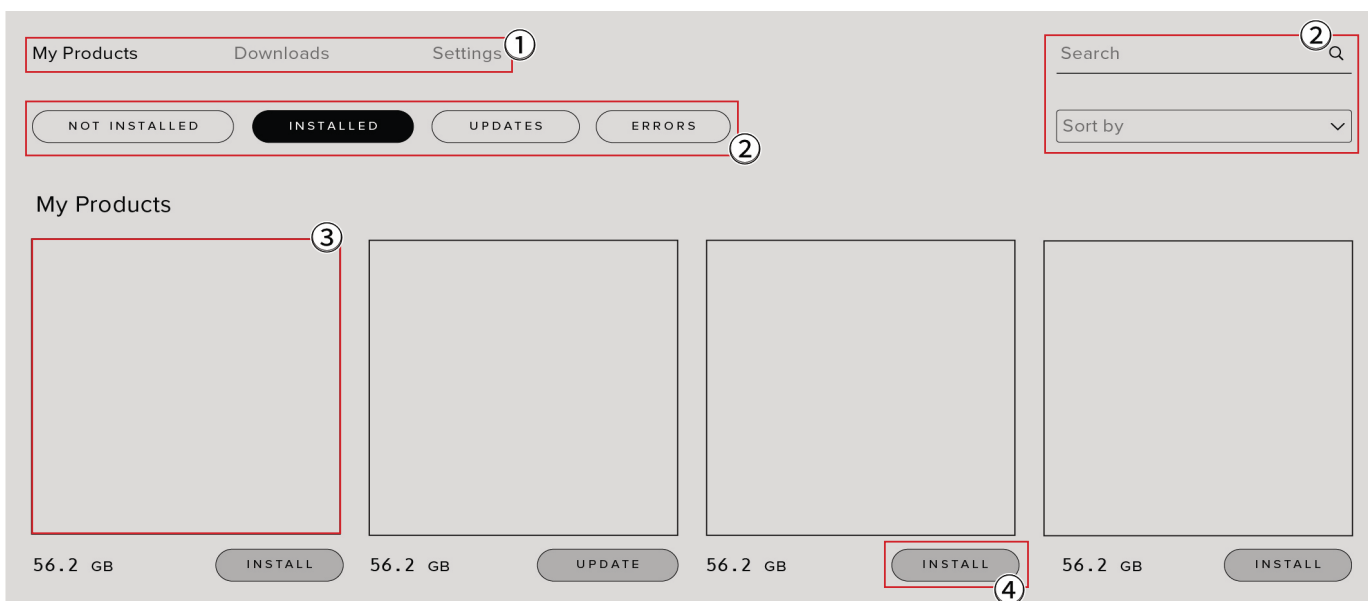 My Products Downloads Settings ①
Search ②
NOT INSTALLED INSTALLED UPDATES ERRORS ②
Sort by
My Products
③
56.2 GB INSTALL 56.2 GB UPDATE 56.2 GB INSTALL 56.2 GB INSTALL
④